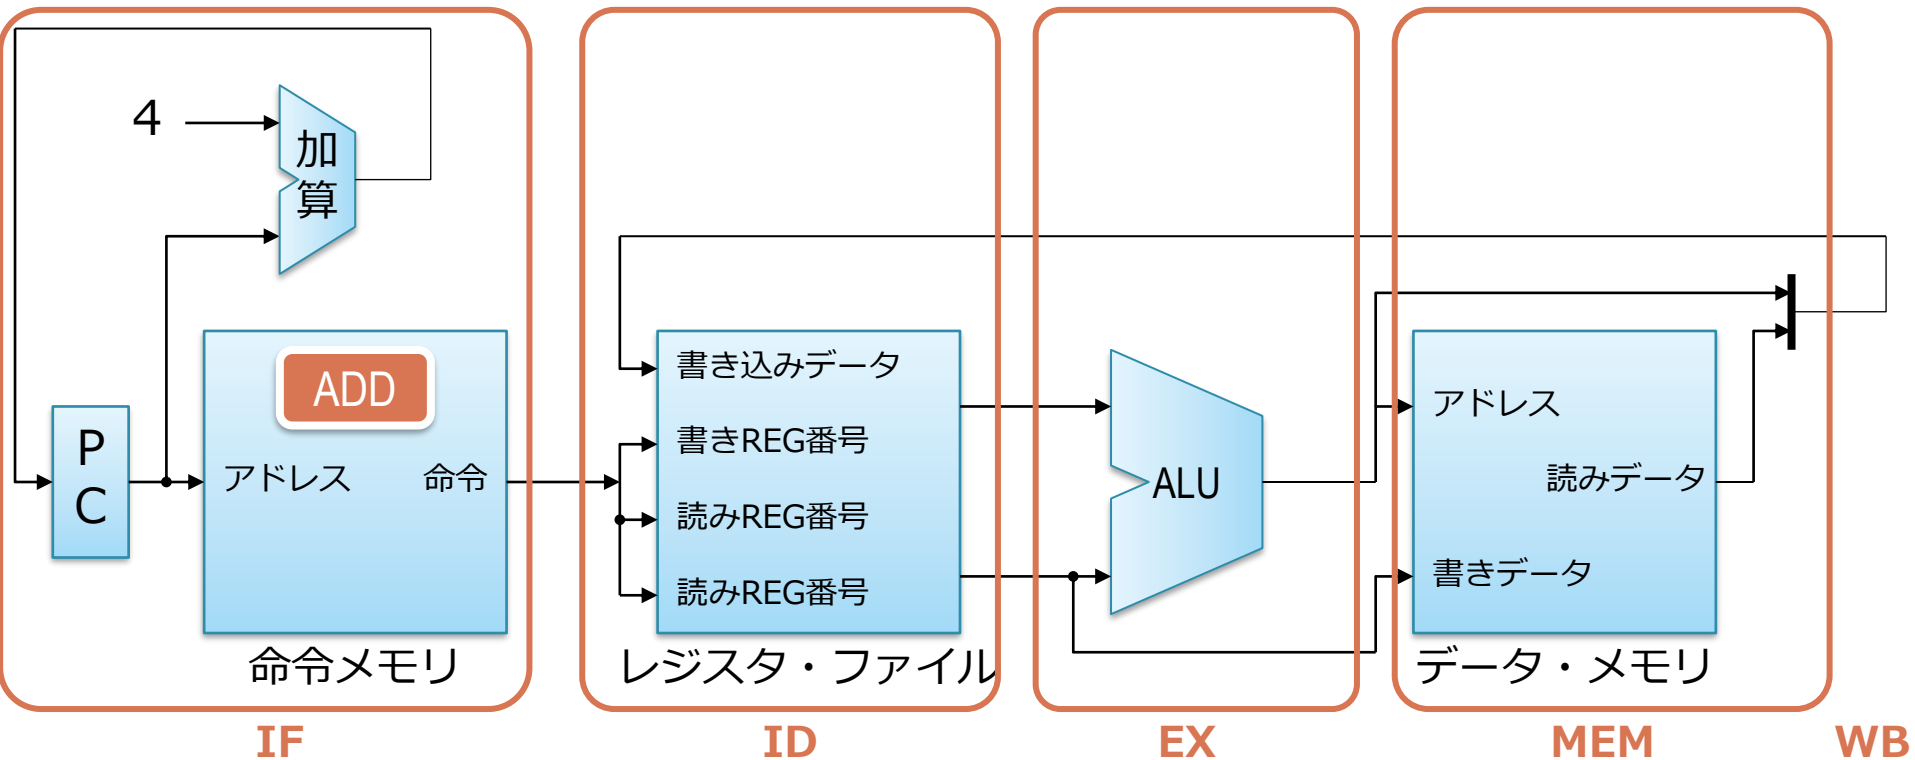 4
加
算
ADD
P
C
アドレス
命令
命令メモリ
書き込みデータ
書きREG番号
読みREG番号
読みREG番号
レジスタ・ファイル
ALU
アドレス
読みデータ
書きデータ
データ・メモリ
IF
ID
EX
MEM
WB